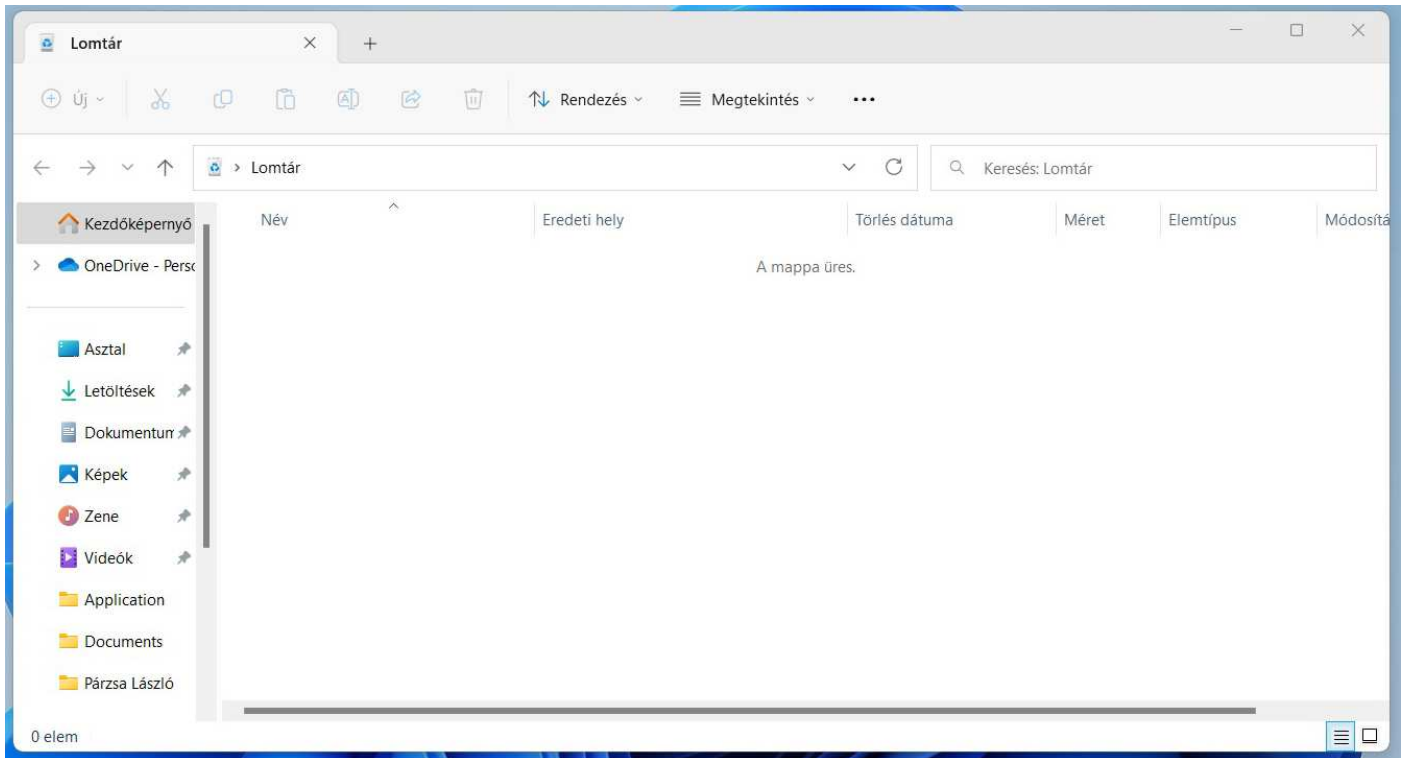 Lomtár
Új
Rendezés
Megtekintés
Lomtár
Keresés: Lomtár
Név Eredeti hely Törlés dátuma Méret Elemtípus Módosítá
A mappa üres.
Kezdőképernyő
OneDrive - Perso
Asztal
Letöltések
Dokumentum
Képek
Zene
Videók
Application
Documents
Párzsa László
0 elem